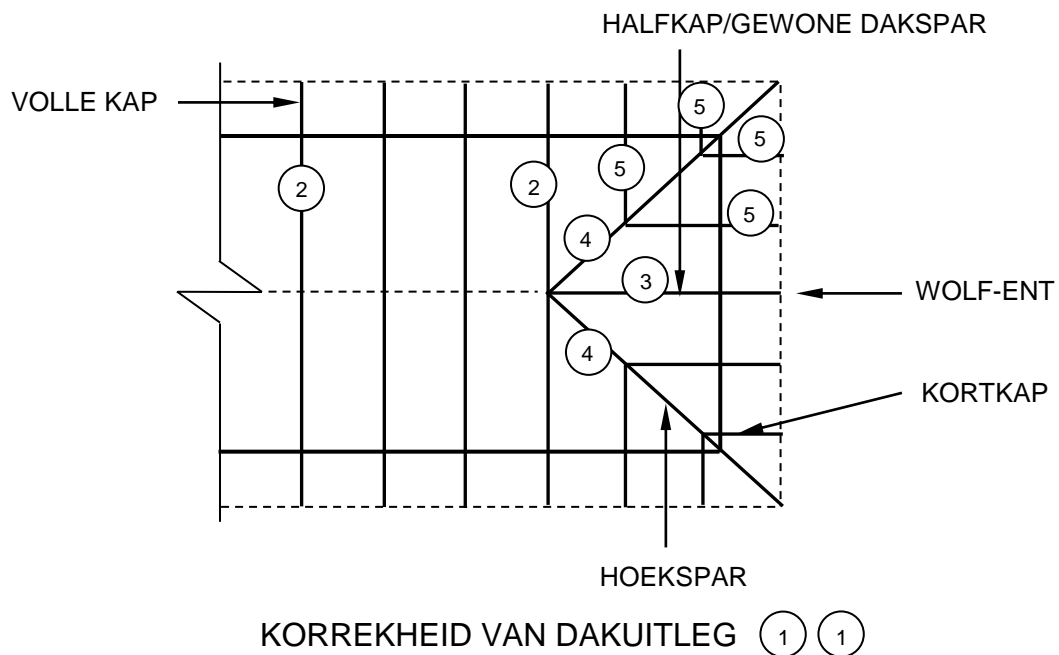 HALFKAP/GEWONE DAKSPAR
VOLLE KAP
5
5
2
2
5
5
4
3
WOLF-ENT
4
KORTKAP
HOEKSPAR
KORREKHEID VAN DAKUITLEG 1 1